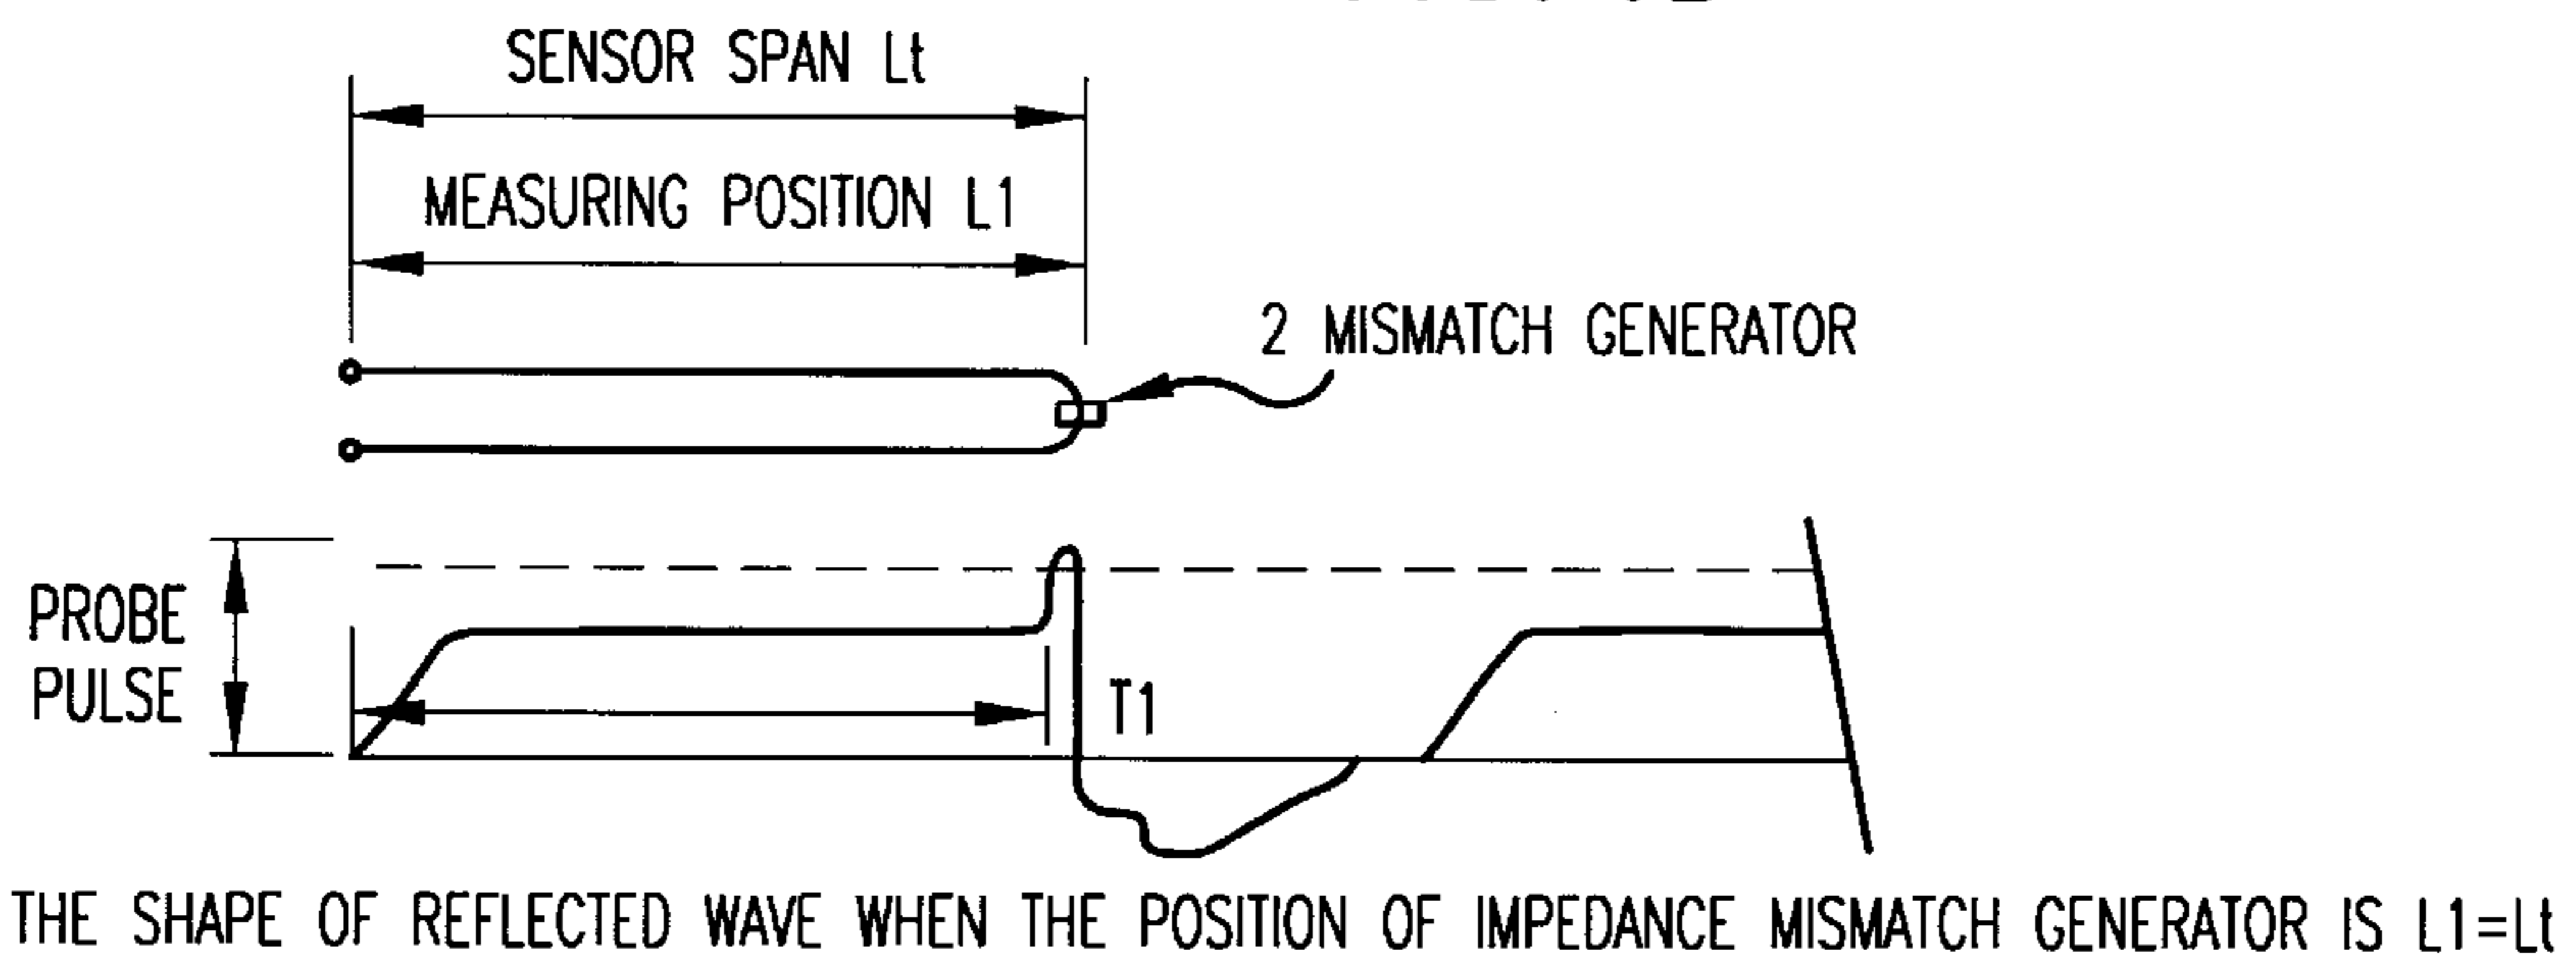 SENSOR SPAN Lt
MEASURING POSITION L1
2 MISMATCH GENERATOR
PROBE
PULSE
T1
THE SHAPE OF REFLECTED WAVE WHEN THE POSITION OF IMPEDANCE MISMATCH GENERATOR IS L1=Lt